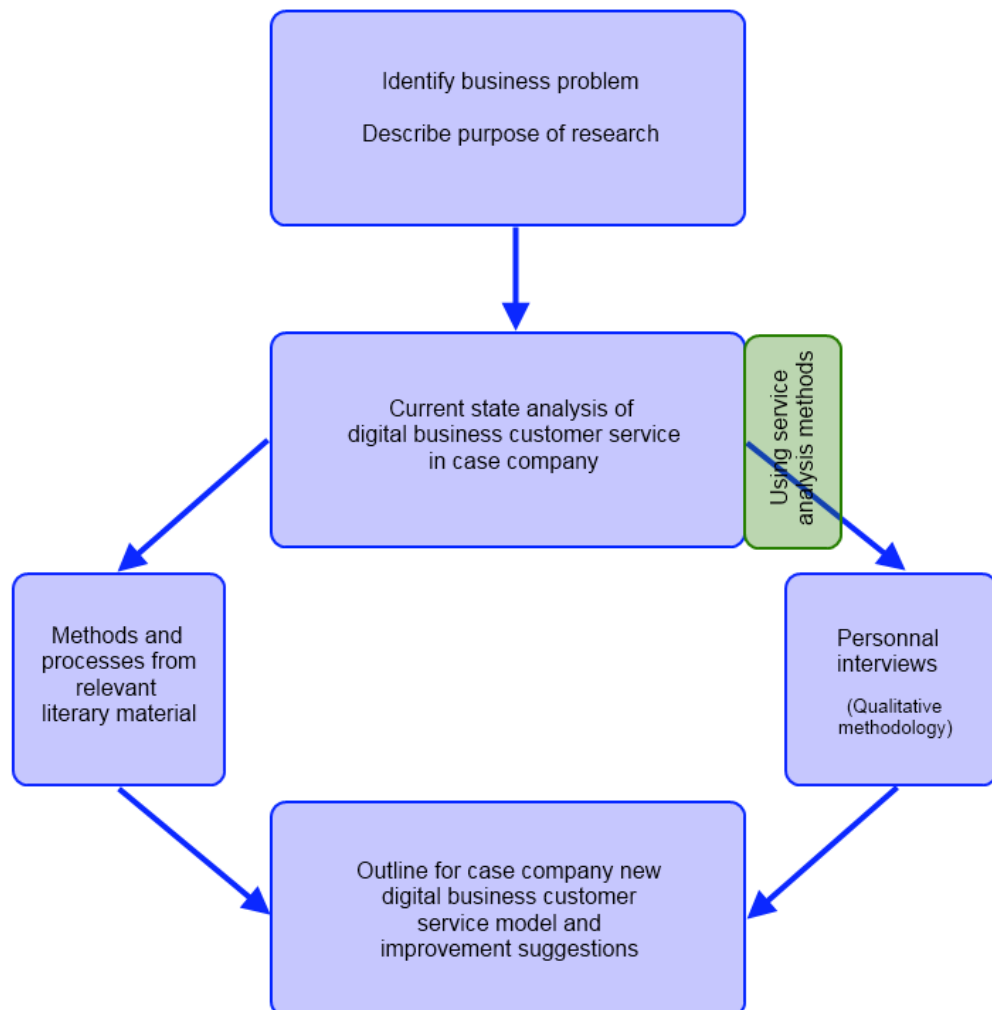 Identify business problem
Describe purpose of research
Current state analysis of
digital business customer service
in case company
Using service
analysis methods
Methods and
processes from
relevant
literary material
Personnal
interviews
(Qualitative
methodology)
Outline for case company new
digital business customer
service model and
improvement suggestions